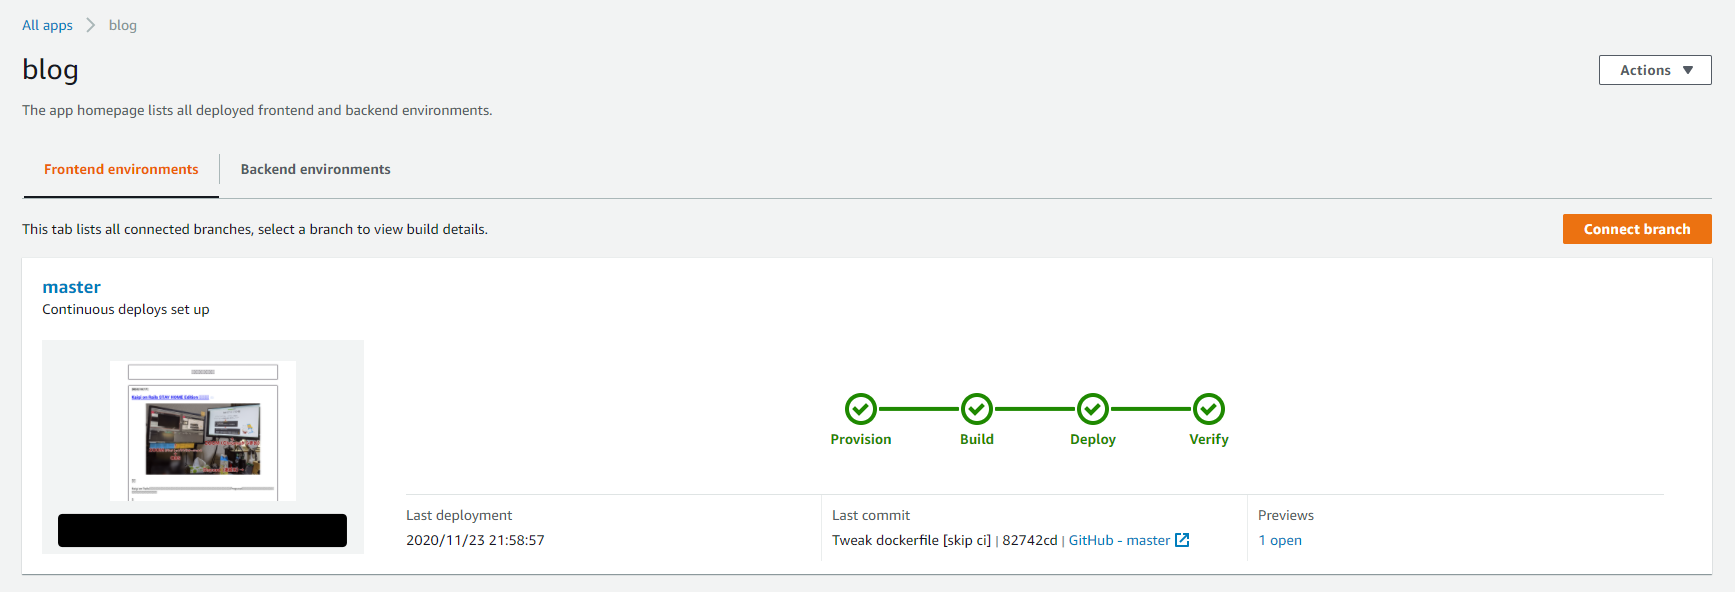 All apps > blog
blog
Actions ▼
The app homepage lists all deployed frontend and backend environments.
Frontend environments
Backend environments
This tab lists all connected branches, select a branch to view build details.
Connect branch
master
Continuous deploys set up
Provision
Build
Deploy
Verify
Last deployment
2020/11/23 21:58:57
Last commit
Tweak dockerfile [skip ci] | 82742cd | GitHub - master
Previews
1 open